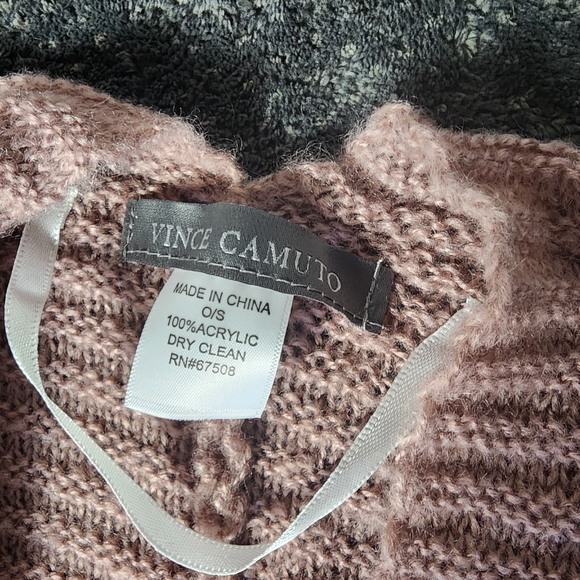 VINCE CAMUTO
MADE IN CHINA
O/S
100%ACRYLIC
DRY CLEAN
RN#67508